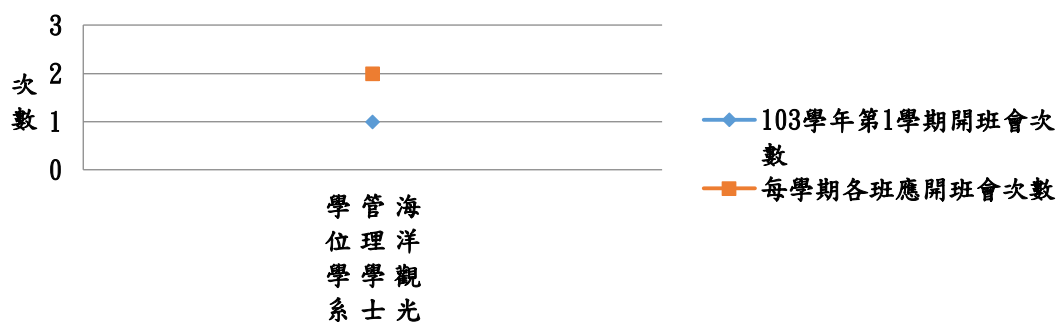 3
2
1
0
次數
海洋觀光
管理學士
學位學系
103學年第1學期開班會次
數
每學期各班應開班會次數